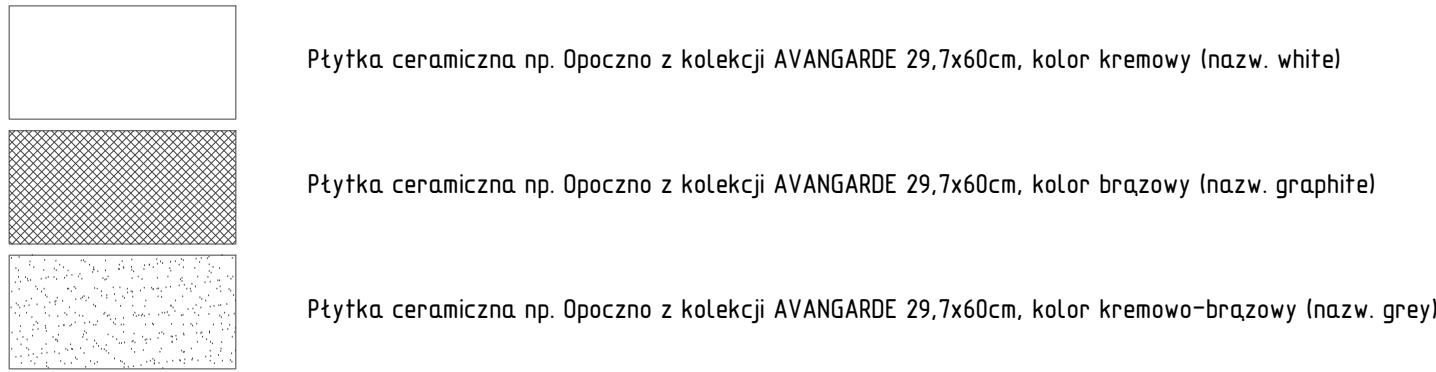 Płytka ceramiczna np. Opoczno z kolekcji AVANGARDE 29,7x60cm, kolor kremowy (nazw. white)
Płytka ceramiczna np. Opoczno z kolekcji AVANGARDE 29,7x60cm, kolor brązowy (nazw. graphite)
Płytka ceramiczna np. Opoczno z kolekcji AVANGARDE 29,7x60cm, kolor kremowo-brązowy (nazw. grey)